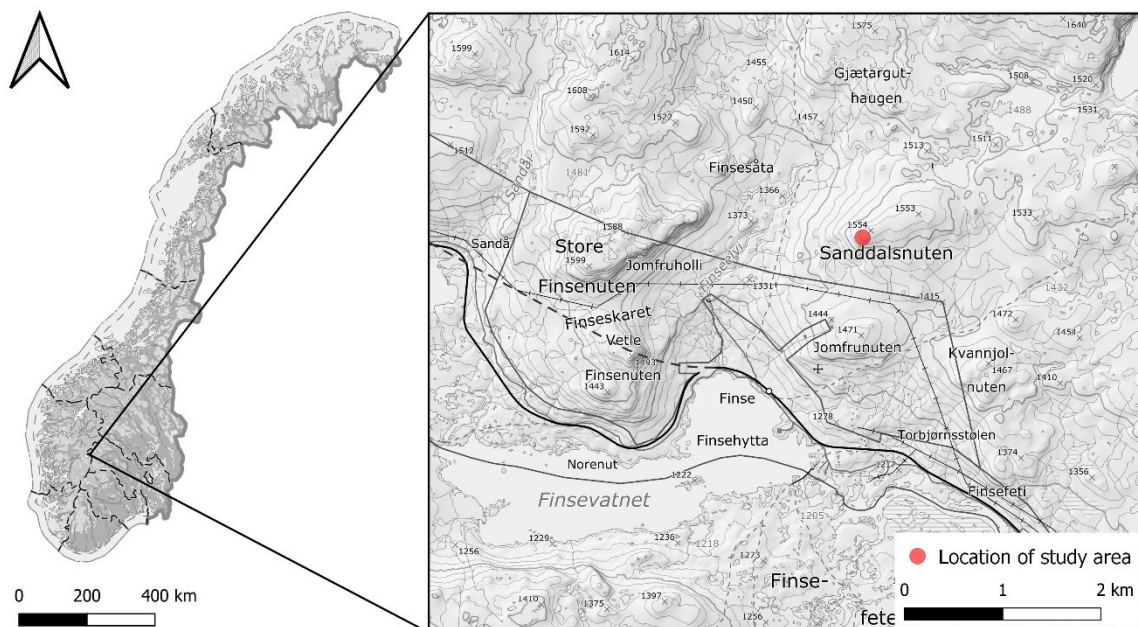 1599
1614
1455
1575
1640
Gjætargut-
haugen
1508
1520
1608
1450
1488
1531
1592
1522
1457
1512
1513
1511
Finsesåta
1481
Sandåi
1366
1588
1373
1554
1553
1533
Sandå
Store
1599
Finsenuten
Jomfruholli
Sanddalsnuten
1331
1415
1432
Finseskaret
1444
1471
1472
1454
Vetle
Finsenuten
Jomfrunuten
Kvannjol-
nuten
1467
1410
1443
1493
Finse
1278
Torbjørnsstølen
Finsehytta
1374
1356
Norenut
1222
1217
Finsefeti
Finsevatnet
1205
1218
1229
1236
1256
1273
Finse-
1410
1375
1397
1256
fete
Location of study area
0 200 400 km
0 1 2 km